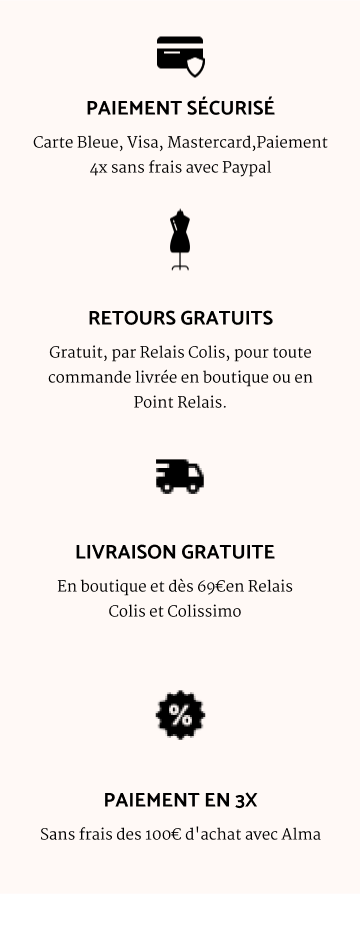 PAIEMENT SÉCURISÉ
Carte Bleue, Visa, Mastercard,Paiement
4x sans frais avec Paypal
RETOURS GRATUITS
Gratuit, par Relais Colis, pour toute
commande livrée en boutique ou en
Point Relais.
LIVRAISON GRATUITE
En boutique et dès 69€en Relais
Colis et Colissimo
%
PAIEMENT EN 3X
Sans frais des 100€ d'achat avec Alma